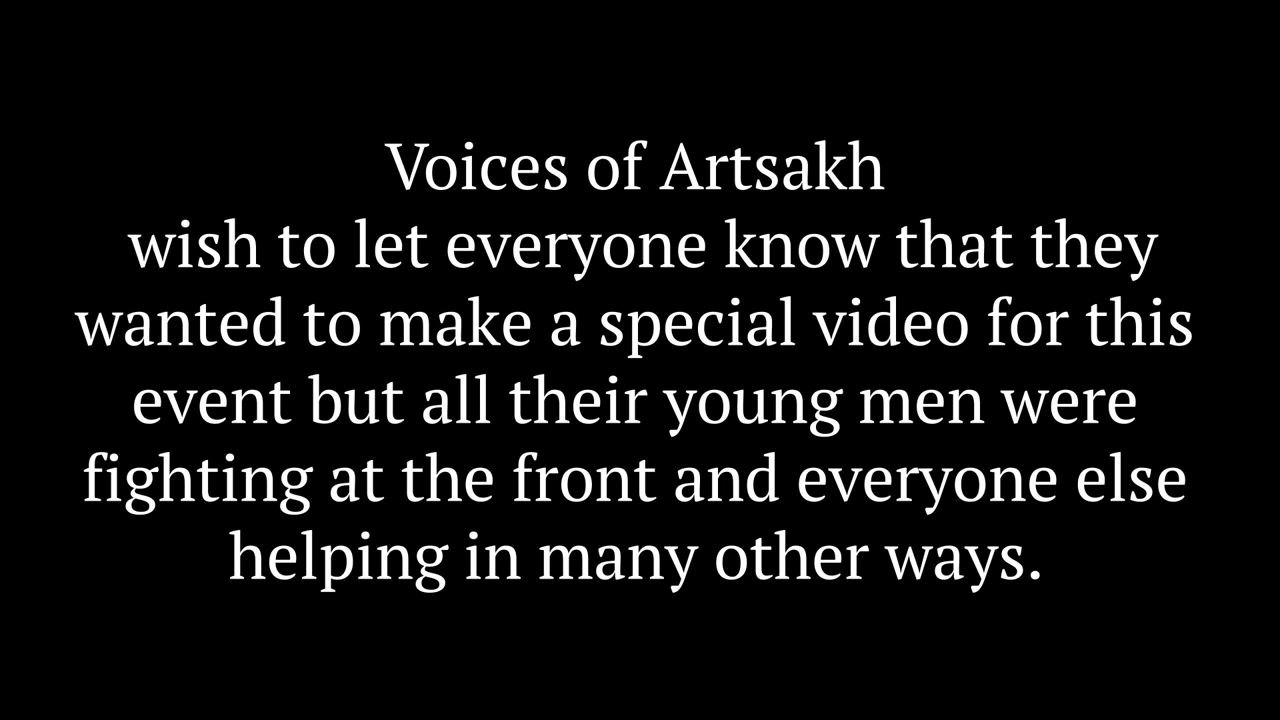 Voices of Artsakh
wish to let everyone know that they
wanted to make a special video for this
event but all their young men were
fighting at the front and everyone else
helping in many other ways.